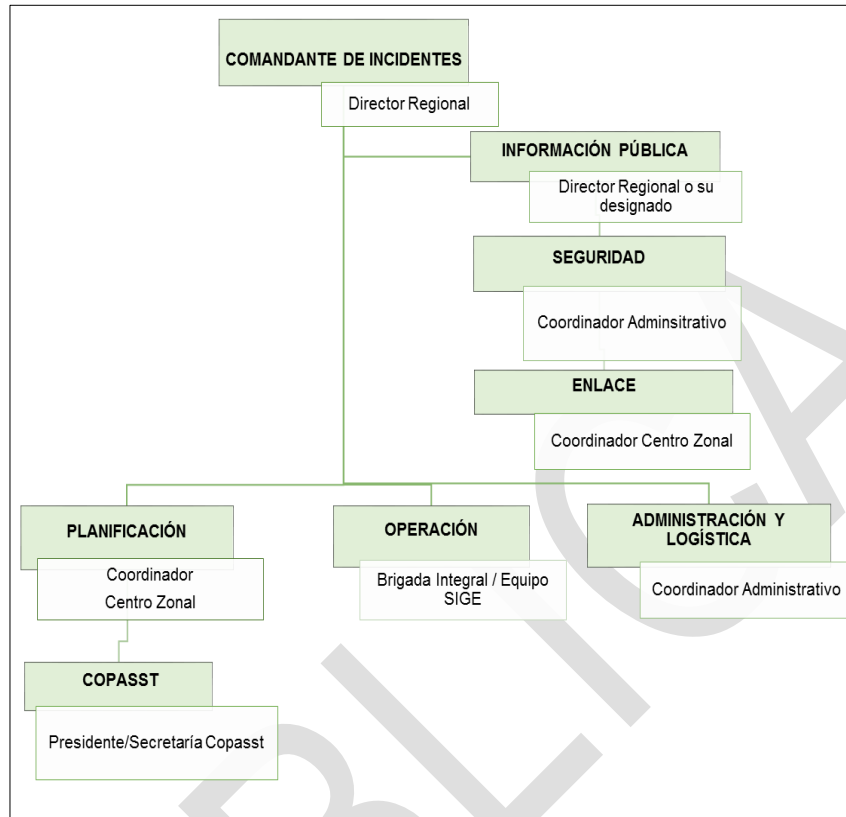 COMANDANTE DE INCIDENTES
Director Regional
INFORMACIÓN PÚBLICA
Director Regional o su
designado
SEGURIDAD
Coordinador Adminsitrativo
ENLACE
Coordinador Centro Zonal
PLANIFICACIÓN
Coordinador
Centro Zonal
OPERACIÓN
Brigada Integral / Equipo
SIGE
ADMINISTRACIÓN Y
LOGÍSTICA
Coordinador Administrativo
COPASST
Presidente/Secretaría Copasst
BLICA